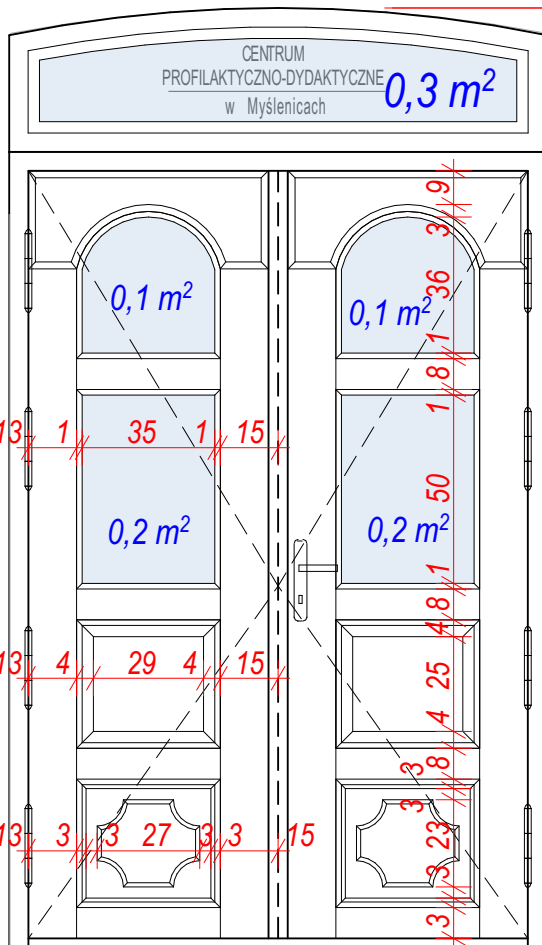 CENTRUM
PROFILAKTYCZNO-DYDAKTYCZNE
w Myślenicach
0,3 m²
9
3
0,1 m²
0,1 m²
36
1
8
1
13 1 35 1 15
50
0,2 m²
0,2 m²
1
8
4
13 4 29 4 15
25
4
8
3
3
13 3 3 27 3 3 15
23
3
3